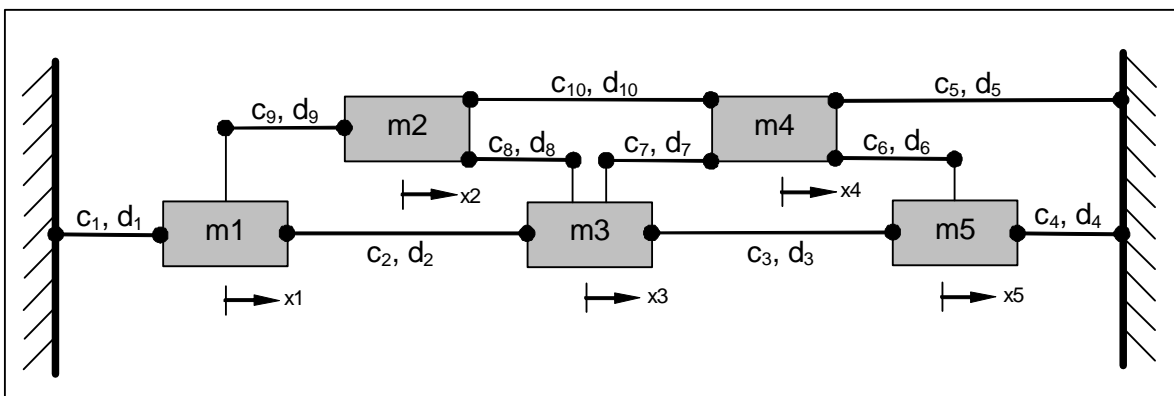 c₁₀, d₁₀
c₅, d₅
c₉, d₉
m2
m4
c₈, d₈
c₇, d₇
c₆, d₆
x2
x4
c₁, d₁
m1
m3
m5
c₄, d₄
c₂, d₂
c₃, d₃
x1
x3
x5